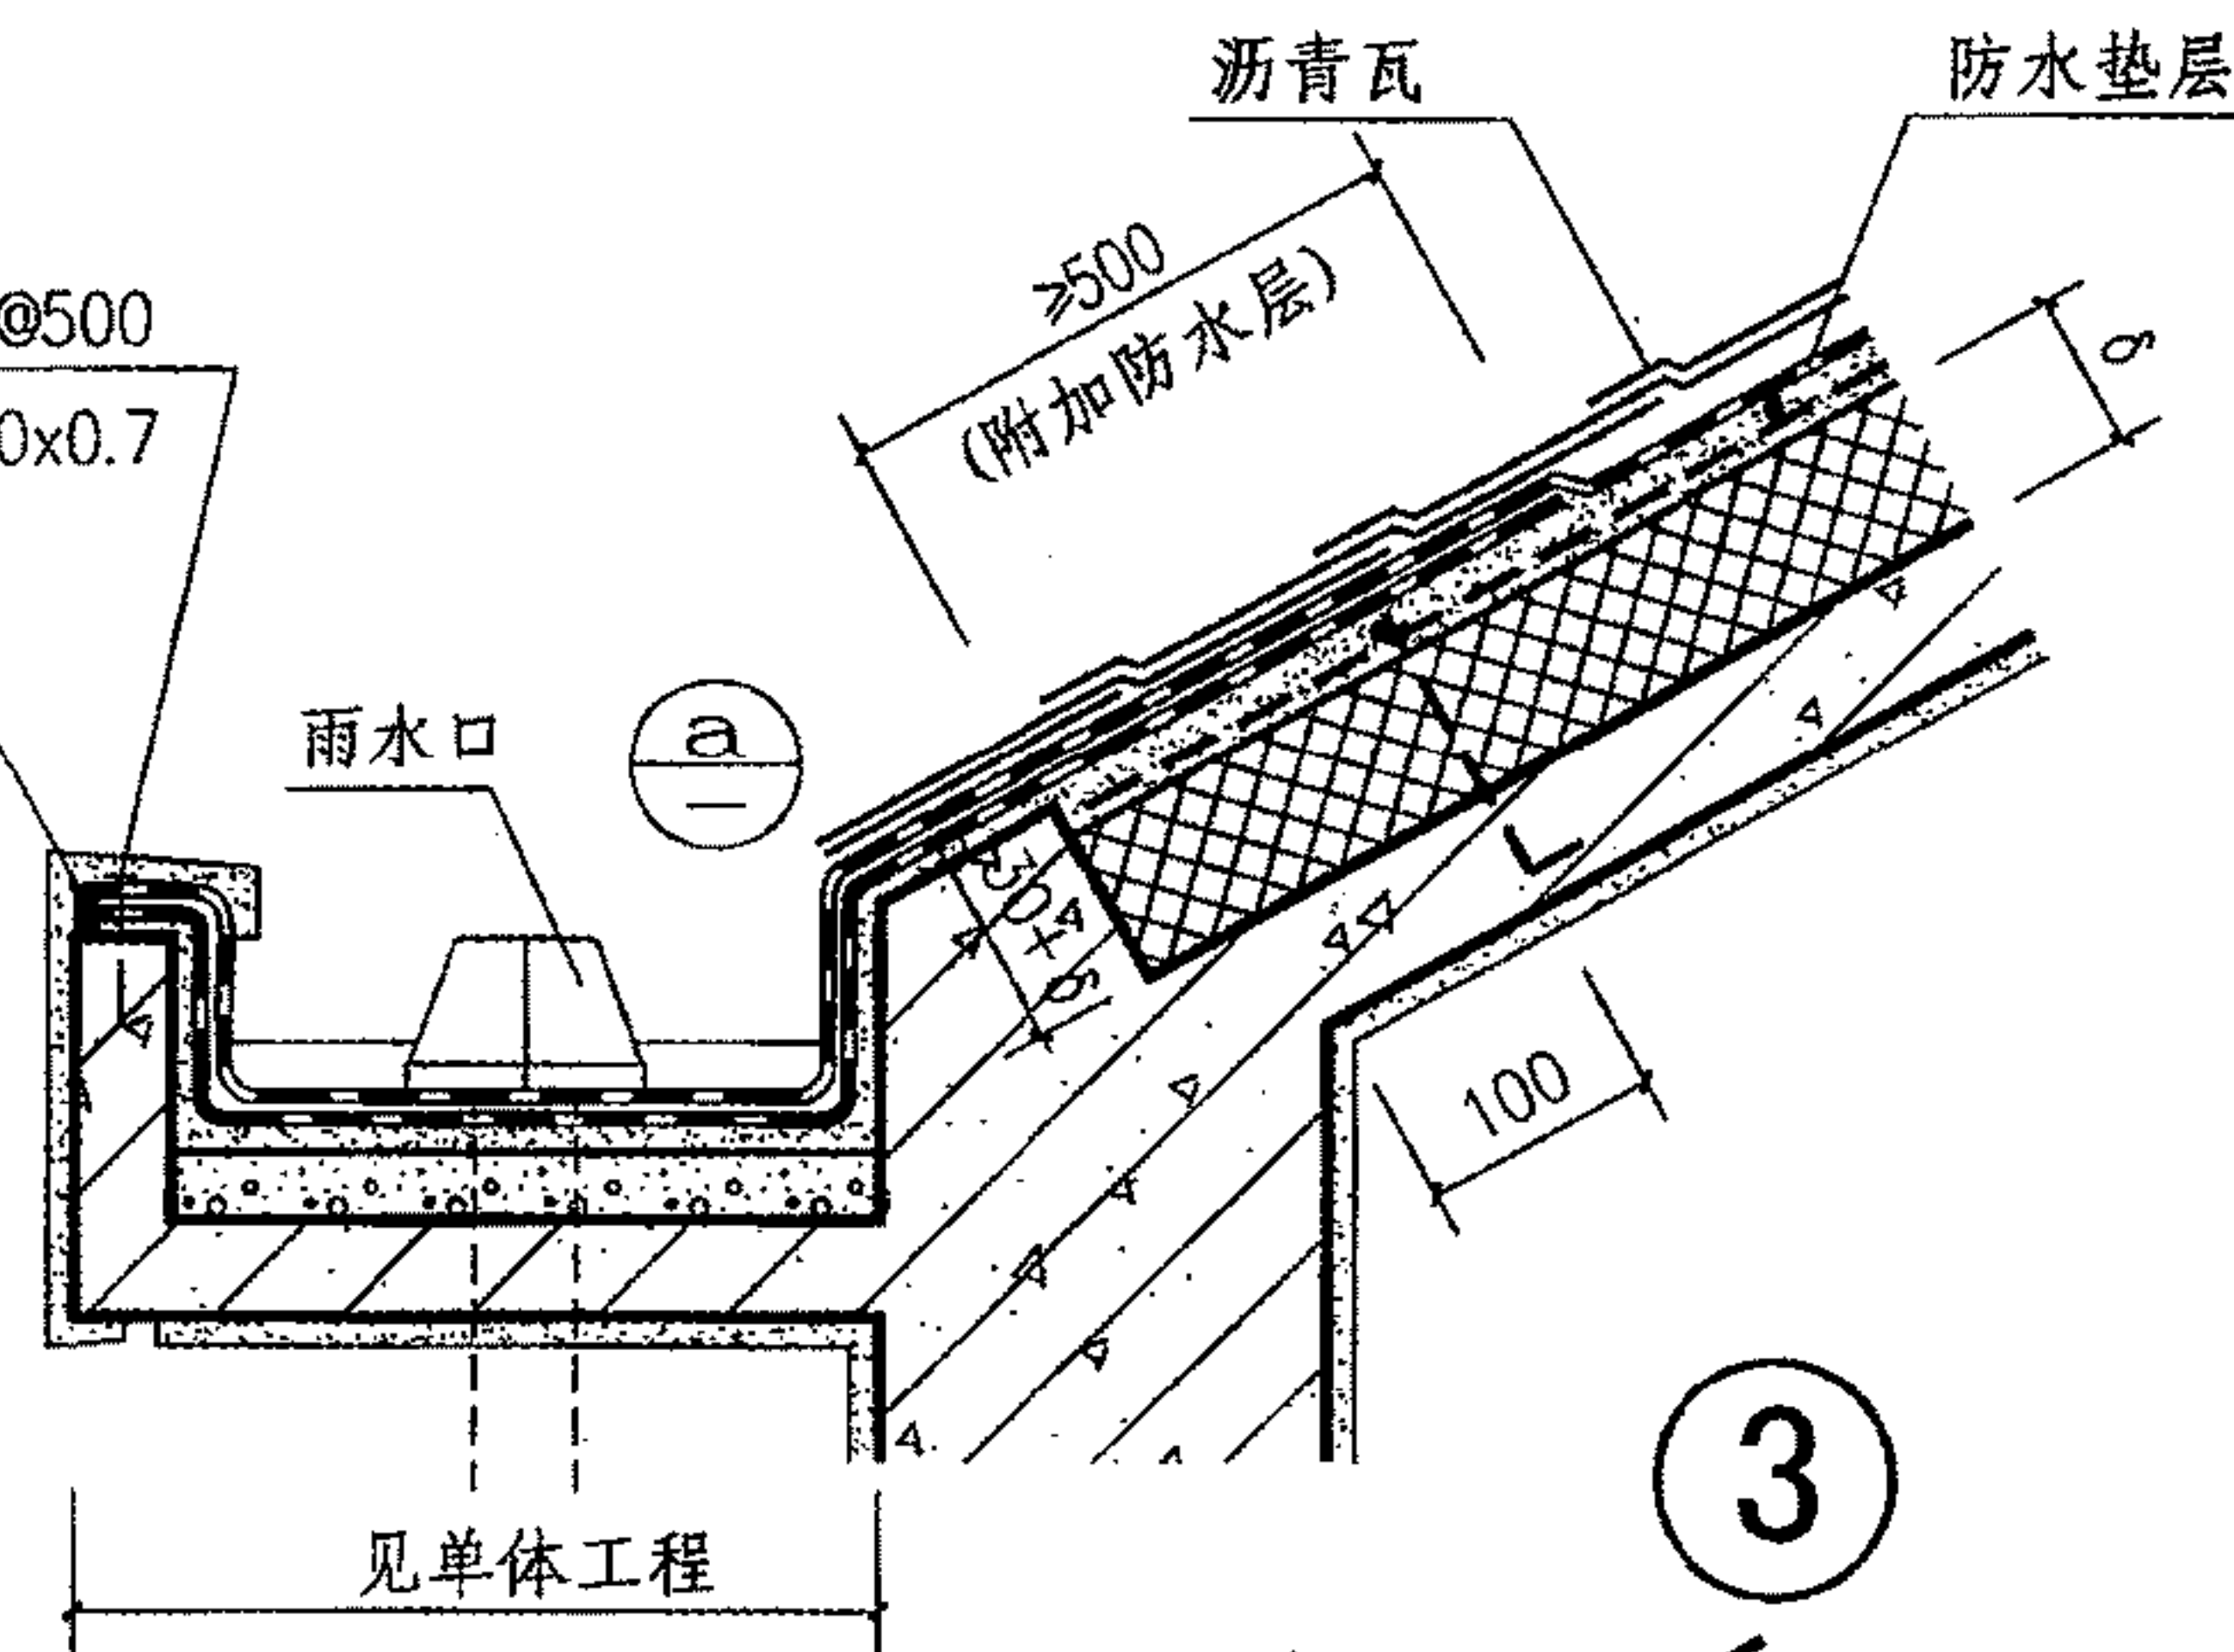 沥青瓦
防水垫层
≥500
(附加防水层)
@500
0x0.7
δ
雨水口
a
30+δ
100
3
见单体工程